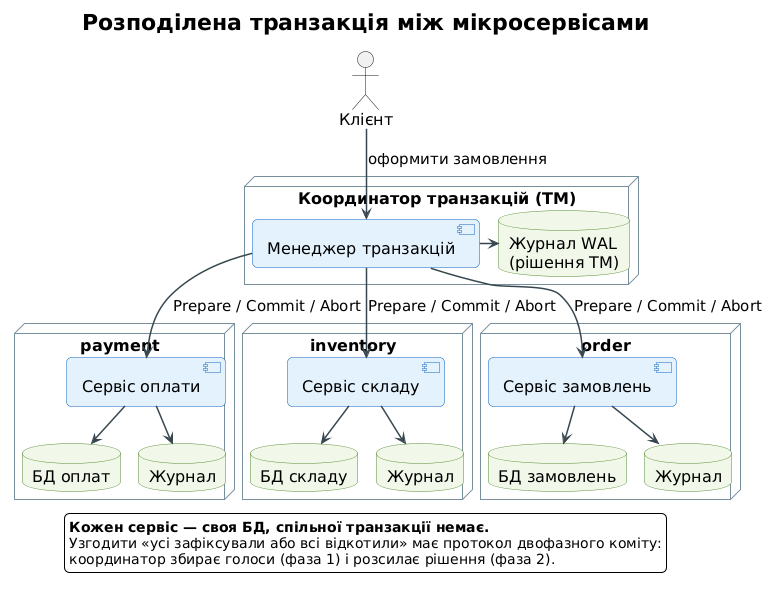 Розподілена транзакція між мікросервісами
Клієнт
оформити замовлення
Координатор транзакцій (TM)
Менеджер транзакцій
Журнал WAL
(рішення TM)
Prepare / Commit / Abort
Prepare / Commit / Abort
Prepare / Commit / Abort
payment
inventory
order
Сервіс оплати
Сервіс складу
Сервіс замовлень
БД оплат
Журнал
БД складу
Журнал
БД замовлень
Журнал
Кожен сервіс — своя БД, спільної транзакції немає.
Узгодити «усі зафіксували або всі відкотили» має протокол двофазного коміту:
координатор збирає голоси (фаза 1) і розсилає рішення (фаза 2).